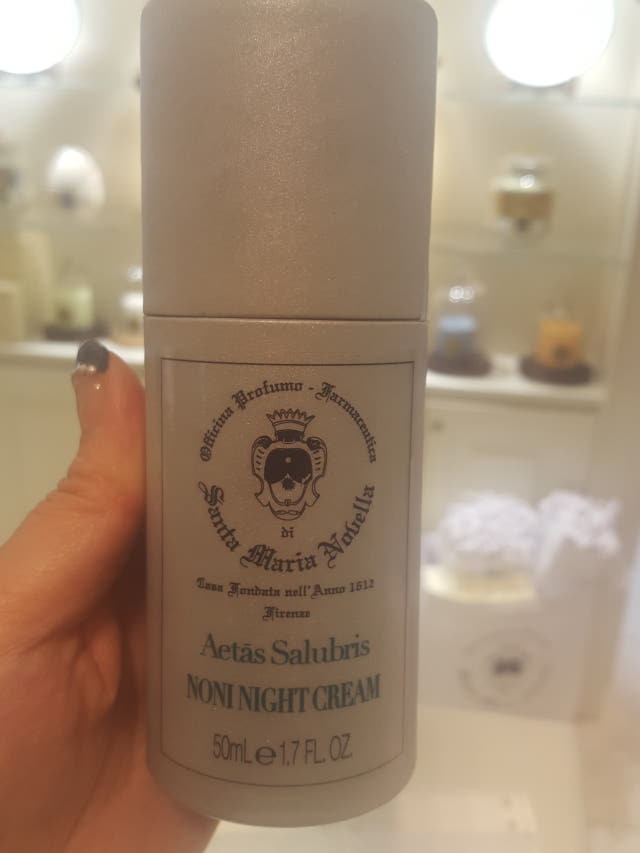 Officina Profumo - Farmaceutica
di
Santa Maria Novella
Casa Fondata nell'Anno 1612
Firenze
Aetās Salubris
NONI NIGHT CREAM
50mL e 1,7 FL. OZ.